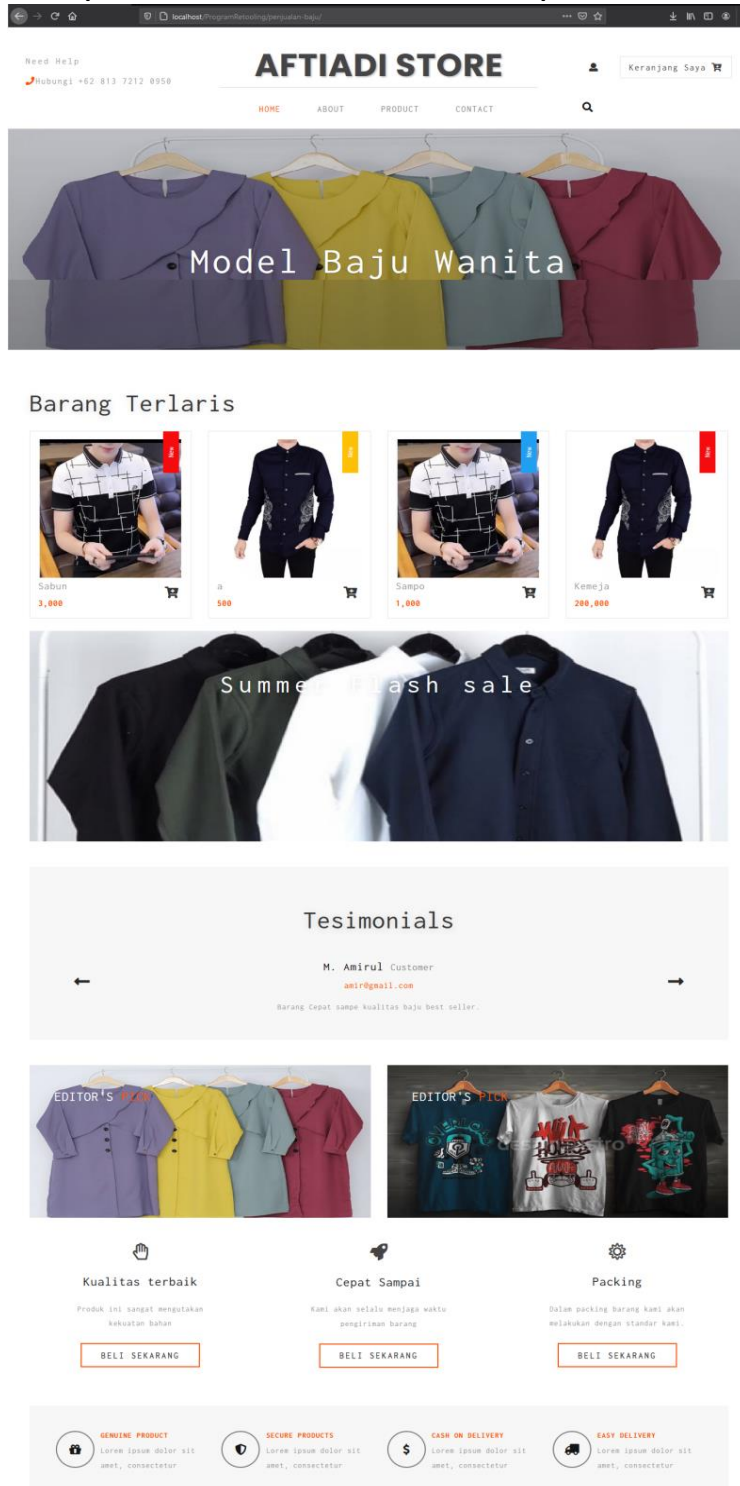 localhost/ProgramRetooling/penjualan-baju/
Need Help
Hubungi +62 813 7212 0950
AFTIADI STORE
Keranjang Saya
HOME ABOUT PRODUCT CONTACT
Model Baju Wanita
Barang Terlaris
New
New
New
New
Sabun
3,000
a
500
Sampo
1,000
Kemeja
200,000
Summer Flash sale
Tesimonials
M. Amirul Customer
amir@gmail.com
Barang Cepat sampe kualitas baju best seller.
EDITOR'S PICK
EDITOR'S PICK
Kualitas terbaik
Produk ini sangat mengutakan
kekuatan bahan
BELI SEKARANG
Cepat Sampai
Kami akan selalu menjaga waktu
pengiriman barang
BELI SEKARANG
Packing
Dalam packing barang kami akan
melakukan dengan standar kami.
BELI SEKARANG
GENUINE PRODUCT
Lorem ipsum dolor sit
amet, consectetur
SECURE PRODUCTS
Lorem ipsum dolor sit
amet, consectetur
CASH ON DELIVERY
Lorem ipsum dolor sit
amet, consectetur
EASY DELIVERY
Lorem ipsum dolor sit
amet, consectetur